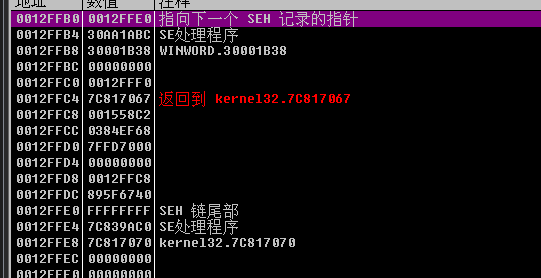 地址 数值 注释
0012FFB0 0012FFE0 指向下一个 SEH 记录的指针
0012FFB4 30AA1ABC SE处理程序
0012FFB8 30001B38 WINWORD.30001B38
0012FFBC 00000000
0012FFC0 0012FFF0
0012FFC4 7C817067 返回到 kernel32.7C817067
0012FFC8 001558C2
0012FFCC 0384EF68
0012FFD0 7FFD7000
0012FFD4 00000000
0012FFD8 0012FFC8
0012FFDC 895F6740
0012FFE0 FFFFFFFF SEH 链尾部
0012FFE4 7C839AC0 SE处理程序
0012FFE8 7C817070 kernel32.7C817070
0012FFEC 00000000
0012FFF0 00000000